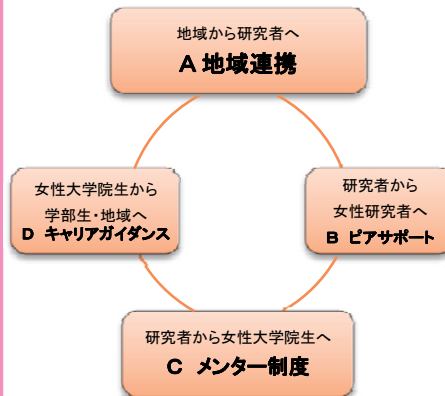 地域から研究者へ
A 地域連携
研究者から
女性研究者へ
B ピアサポート
研究者から女性大学院生へ
C メンター制度
女性大学院生から
学部生・地域へ
D キャリアガイダンス